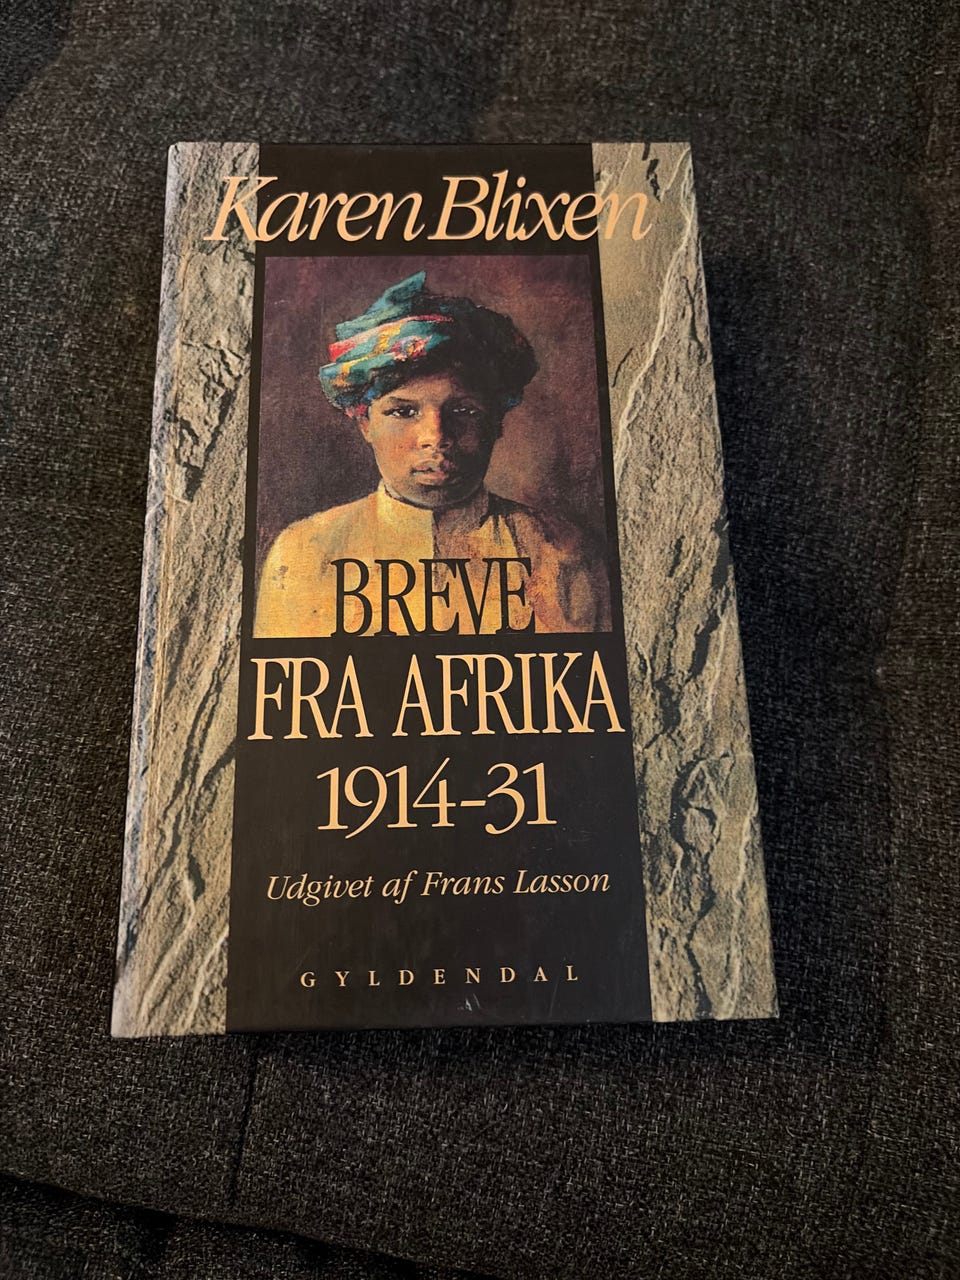 Karen Blixen
BREVE
FRA AFRIKA
1914-31
Udgivet af Frans Lasson
GYLDENDAL